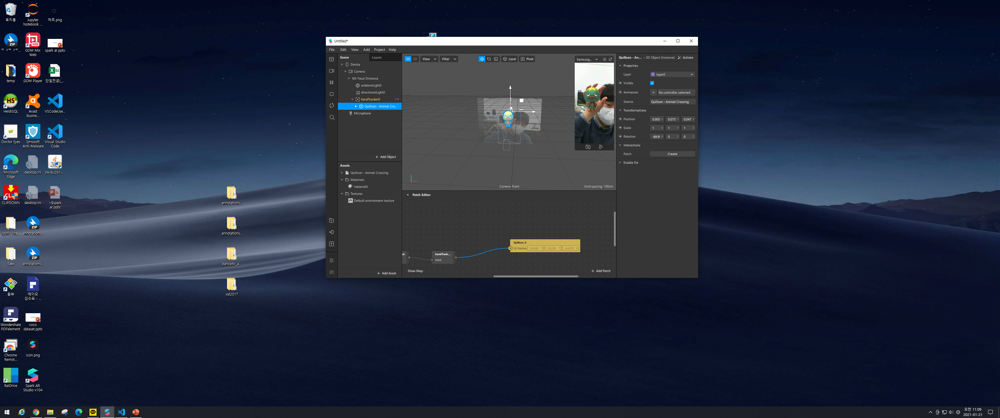 휴지통
Jupyter
Notebook ...
하트.png
GOM Mix
Web
spark ar.pptx
temp
GOM Player
단일전공(_...
HeidiSQL
Avast
Busine...
VSCodeUse...
Doctor Eyes
Emsisoft
Anti-Malware
Visual Studio
Code
Microsoft
Edge
desktop.ini
jre-8u281-...
CLIPDOWN
desktop.ini
~$spark
ar.pptx
.ipynb_che...
annotations...
Baek
annotations...
꿀뷰
에이모
검수표 - ...
Wondershare
PDFelement
coco
dataset.pptx
Chrome
Remot...
icon.png
RaiDrive
Spark AR
Studio v104
annotations...
annotations...
panoptic_a...
val2017
Untitled*
File Edit View Add Project Help
Scene Layers
Device
Camera
Focal Distance
ambientLight0
directionalLight0
handTracker0
Quillson - Animal Cro...
Microphone
+ Add Object
Assets
Quillson - Animal Crossing
Materials
material0
Textures
Default environment texture
+ Add Asset
3D 2D View Filter Local Pivot
Samsung...
Camera: Front
Grid spacing: 100cm
Patch Editor
Quillson_0
3D Position 0.00488 X 0.03289 Y -0.60197 Z
ct
handTrack...
Hand
Show Map
+ Add Patch
Quillson - An... – 3D Object (Instance) Actions
Properties
Layer layer0
Visible
Animation No controller selected
Source Quillson - Animal Crossing
Transformations
Position 0.005 X 0.073 Y 0.047 Z
Scale 1 X 1 Y 1 Z
Rotation -89.9 X 0 Y 0 Z
Interactions
Patch Create
Enable For
오전 11:09
2021-01-21